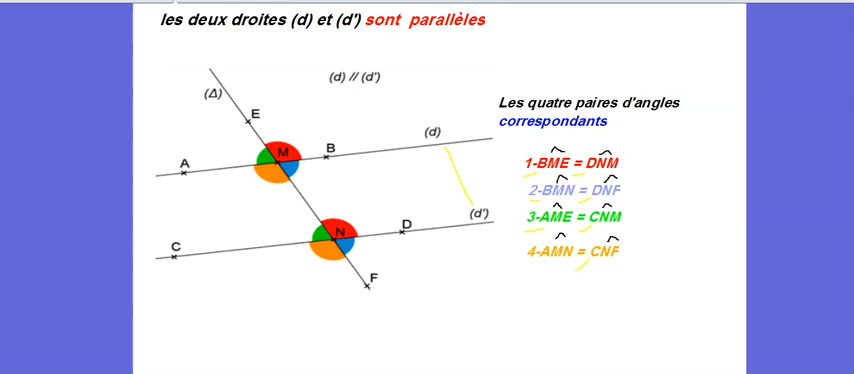 les deux droites (d) et (d') sont parallèles
(d) // (d')
(Δ)
E
Les quatre paires d'angles
correspondants
(d)
A
M
B
1-BME = DNM
2-BMN = DNF
3-AME = CNM
4-AMN = CNF
(d')
C
N
D
F